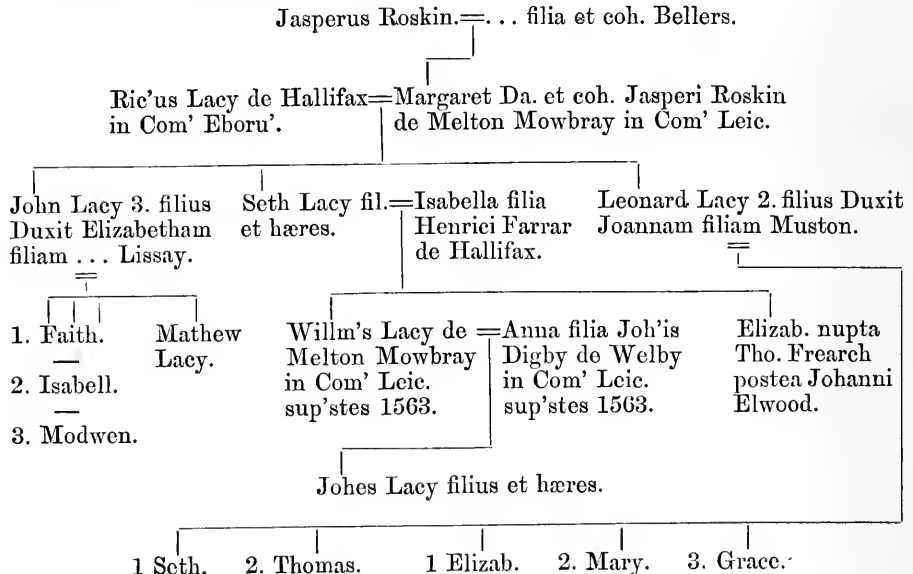 Jasperus Roskin.=. . . filia et coh. Bellers.
Ric'us Lacy de Hallifax=Margaret Da. et coh. Jasperi Roskin
in Com' Eboru'. de Melton Mowbray in Com' Leic.
John Lacy 3. filius
Duxit Elizabetham
filiam ... Lissay.
Seth Lacy fil.=Isabella filia
et hæres. Henrici Farrar
de Hallifax.
Leonard Lacy 2. filius Duxit
Joannam filiam Muston.
1. Faith.
2. Isabell.
3. Modwen.
Mathew
Lacy.
Willm's Lacy de
Melton Mowbray
in Com' Leic.
sup'stes 1563.
=Anna filia Joh'is
Digby de Welby
in Com' Leic.
sup'stes 1563.
Elizab. nupta
Tho. Frearch
postea Johanni
Elwood.
Johes Lacy filius et hæres.
1 Seth. 2. Thomas. 1 Elizab. 2. Mary. 3. Grace.